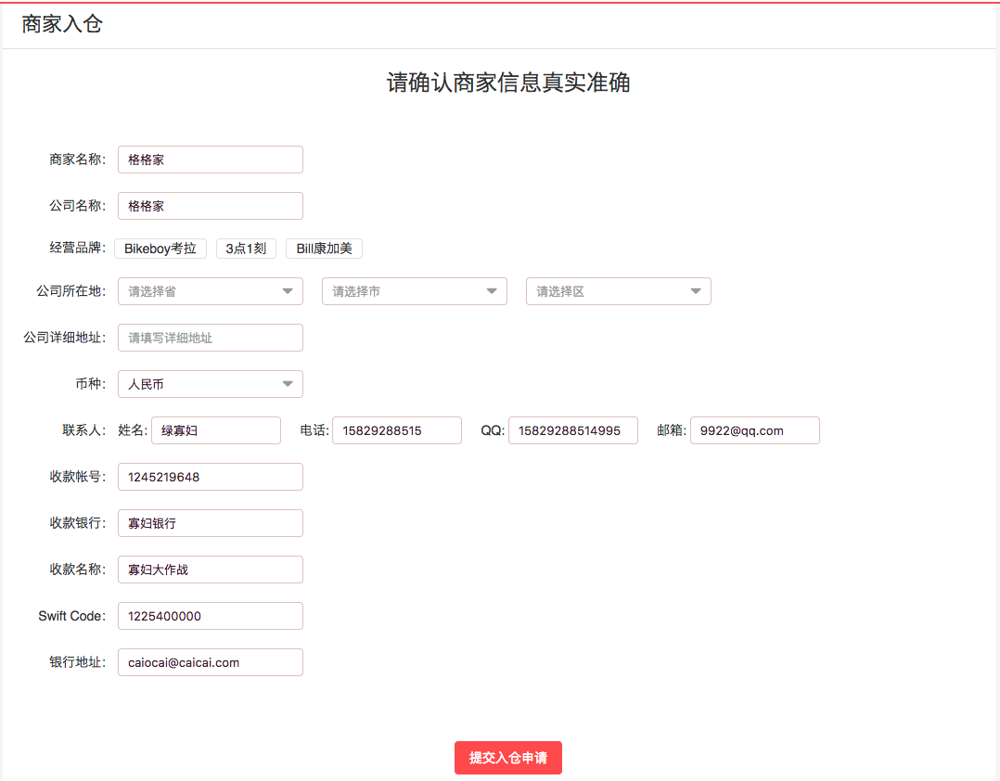 商家入仓
请确认商家信息真实准确
商家名称: 格格家
公司名称: 格格家
经营品牌: Bikeboy考拉 3点1刻 Bill康加美
公司所在地: 请选择省 请选择市 请选择区
公司详细地址: 请填写详细地址
币种: 人民币
联系人: 姓名: 绿寡妇 电话: 15829288515 QQ: 15829288514995 邮箱: 9922@qq.com
收款帐号: 1245219648
收款银行: 寡妇银行
收款名称: 寡妇大作战
Swift Code: 1225400000
银行地址: caiocai@caicai.com
提交入仓申请